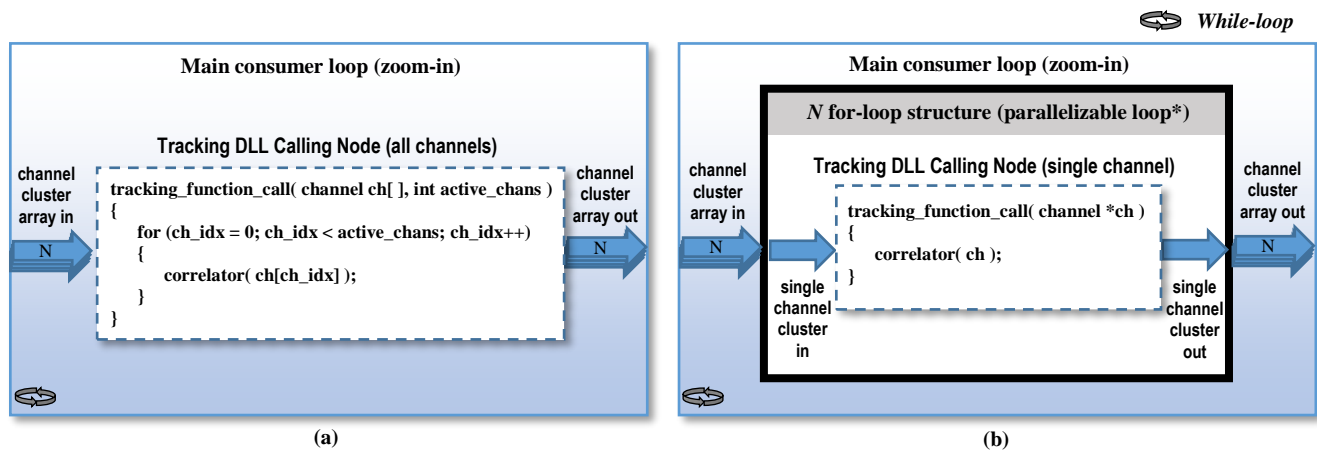 While-loop
Main consumer loop (zoom-in)
Tracking DLL Calling Node (all channels)
channel
cluster
array in
N
tracking_function_call( channel ch[ ], int active_chans )
{
for (ch_idx = 0; ch_idx < active_chans; ch_idx++)
{
correlator( ch[ch_idx] );
}
}
channel
cluster
array out
N
(a)
Main consumer loop (zoom-in)
N for-loop structure (parallelizable loop*)
Tracking DLL Calling Node (single channel)
channel
cluster
array in
N
single
channel
cluster
in
tracking_function_call( channel *ch )
{
correlator( ch );
}
single
channel
cluster
out
channel
cluster
array out
N
(b)